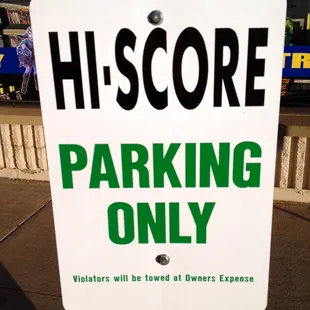 HI-SCORE
PARKING
ONLY
Violators will be towed at Owners Expense